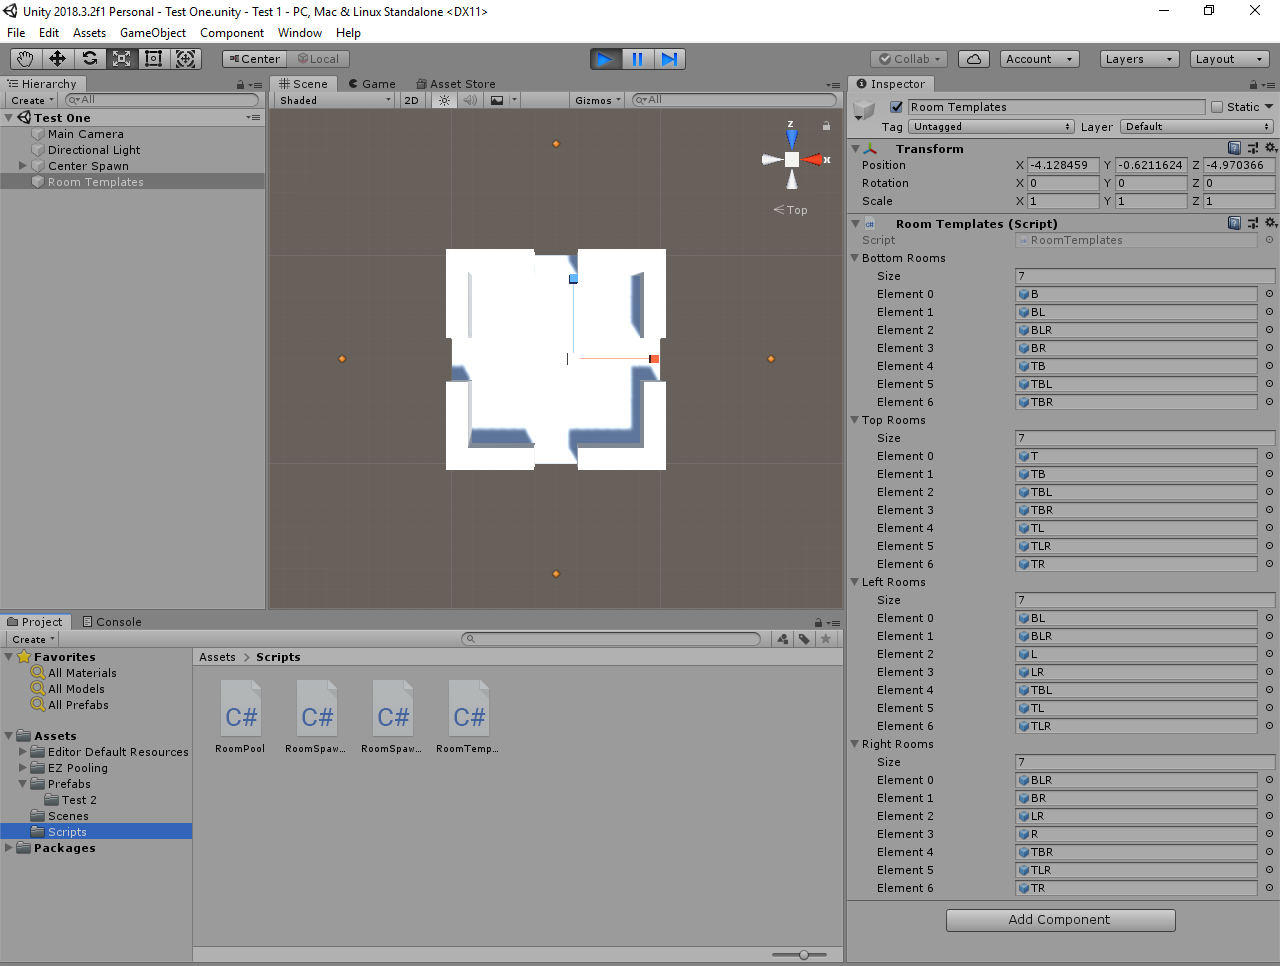 Unity 2018.3.2f1 Personal - Test One.unity - Test 1 - PC, Mac & Linux Standalone <DX11>
File Edit Assets GameObject Component Window Help
Center Local Collab Account Layers Layout
Hierarchy
Create All
Test One
Main Camera
Directional Light
Center Spawn
Room Templates
Scene Game Asset Store
Shaded 2D Gizmos All
z
x
Top
Inspector
Room Templates Static
Tag Untagged Layer Default
Transform
Position X -4.128459 Y -0.6211624 Z -4.970366
Rotation X 0 Y 0 Z 0
Scale X 1 Y 1 Z 1
Room Templates (Script)
Script RoomTemplates
Bottom Rooms
Size 7
Element 0 B
Element 1 BL
Element 2 BLR
Element 3 BR
Element 4 TB
Element 5 TBL
Element 6 TBR
Top Rooms
Size 7
Element 0 T
Element 1 TB
Element 2 TBL
Element 3 TBR
Element 4 TL
Element 5 TLR
Element 6 TR
Left Rooms
Size 7
Element 0 BL
Element 1 BLR
Element 2 L
Element 3 LR
Element 4 TBL
Element 5 TL
Element 6 TLR
Right Rooms
Size 7
Element 0 BLR
Element 1 BR
Element 2 LR
Element 3 R
Element 4 TBR
Element 5 TLR
Element 6 TR
Add Component
Project Console
Create
Favorites
All Materials
All Models
All Prefabs
Assets
Editor Default Resources
EZ Pooling
Prefabs
Test 2
Scenes
Scripts
Packages
Assets > Scripts
C# C# C# C#
RoomPool RoomSpaw... RoomSpaw... RoomTemp...